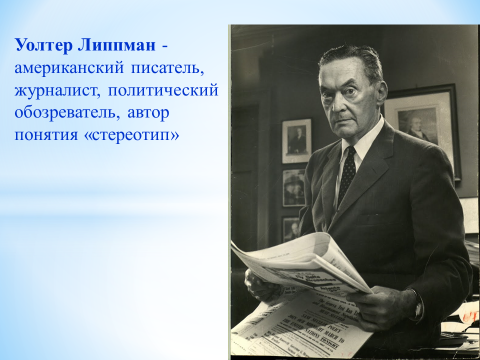 Уолтер Липпман -
американский писатель,
журналист, политический
обозреватель, автор
понятия «стереотип»